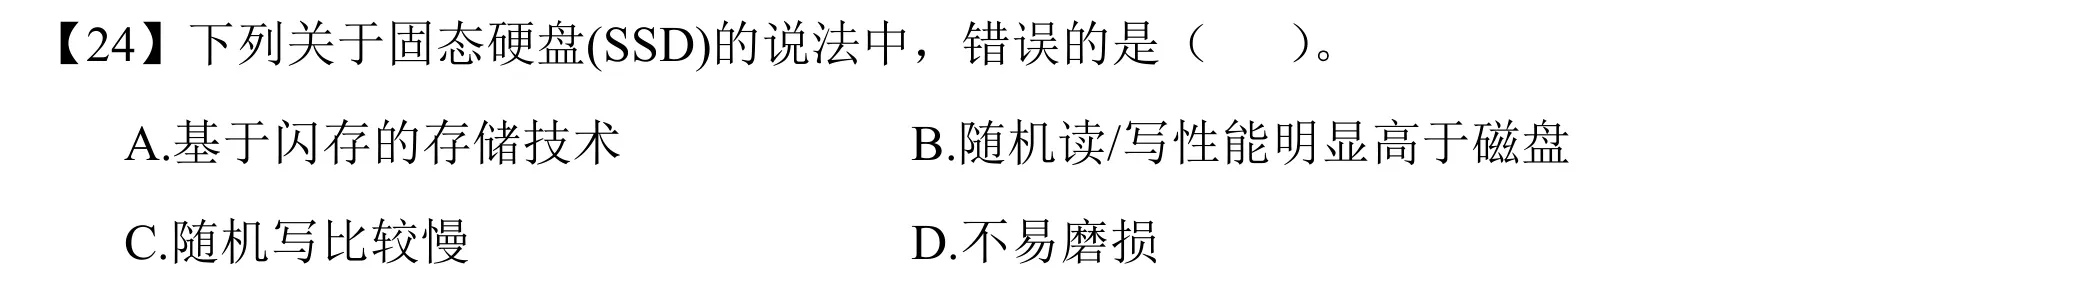 【24】下列关于固态硬盘(SSD)的说法中，错误的是（　　）。
A.基于闪存的存储技术　　B.随机读/写性能明显高于磁盘
C.随机写比较慢　　D.不易磨损